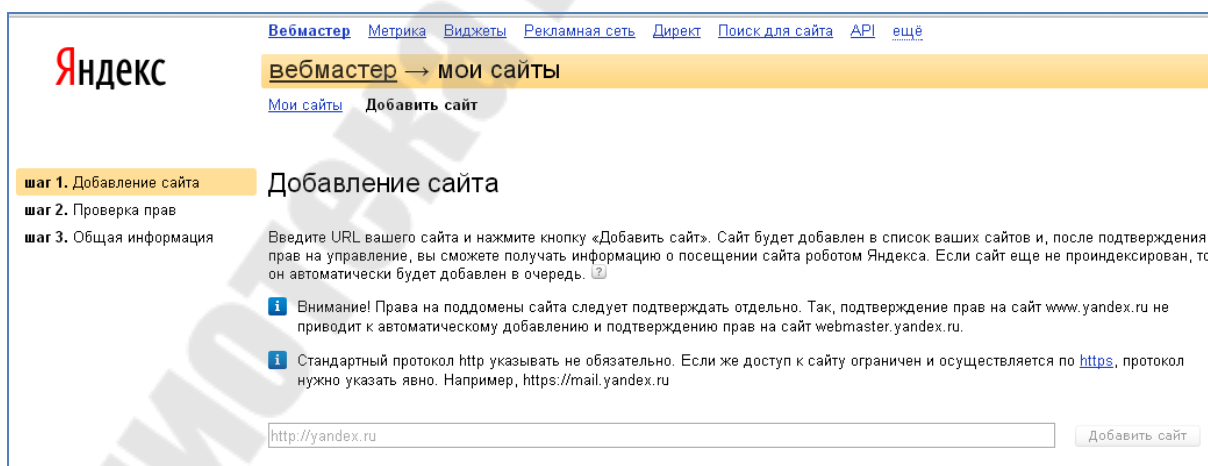 Вебмастер Метрика Виджеты Рекламная сеть Директ Поиск для сайта API ещё
Яндекс
вебмастер → мои сайты
Мои сайты Добавить сайт
шаг 1. Добавление сайта
шаг 2. Проверка прав
шаг 3. Общая информация
Добавление сайта
Введите URL вашего сайта и нажмите кнопку «Добавить сайт». Сайт будет добавлен в список ваших сайтов и, после подтверждения
прав на управление, вы сможете получать информацию о посещении сайта роботом Яндекса. Если сайт еще не проиндексирован, то
он автоматически будет добавлен в очередь. ?
Внимание! Права на поддомены сайта следует подтверждать отдельно. Так, подтверждение прав на сайт www.yandex.ru не
приводит к автоматическому добавлению и подтверждению прав на сайт webmaster.yandex.ru.
Стандартный протокол http указывать не обязательно. Если же доступ к сайту ограничен и осуществляется по https, протокол
нужно указать явно. Например, https://mail.yandex.ru
http://yandex.ru
Добавить сайт